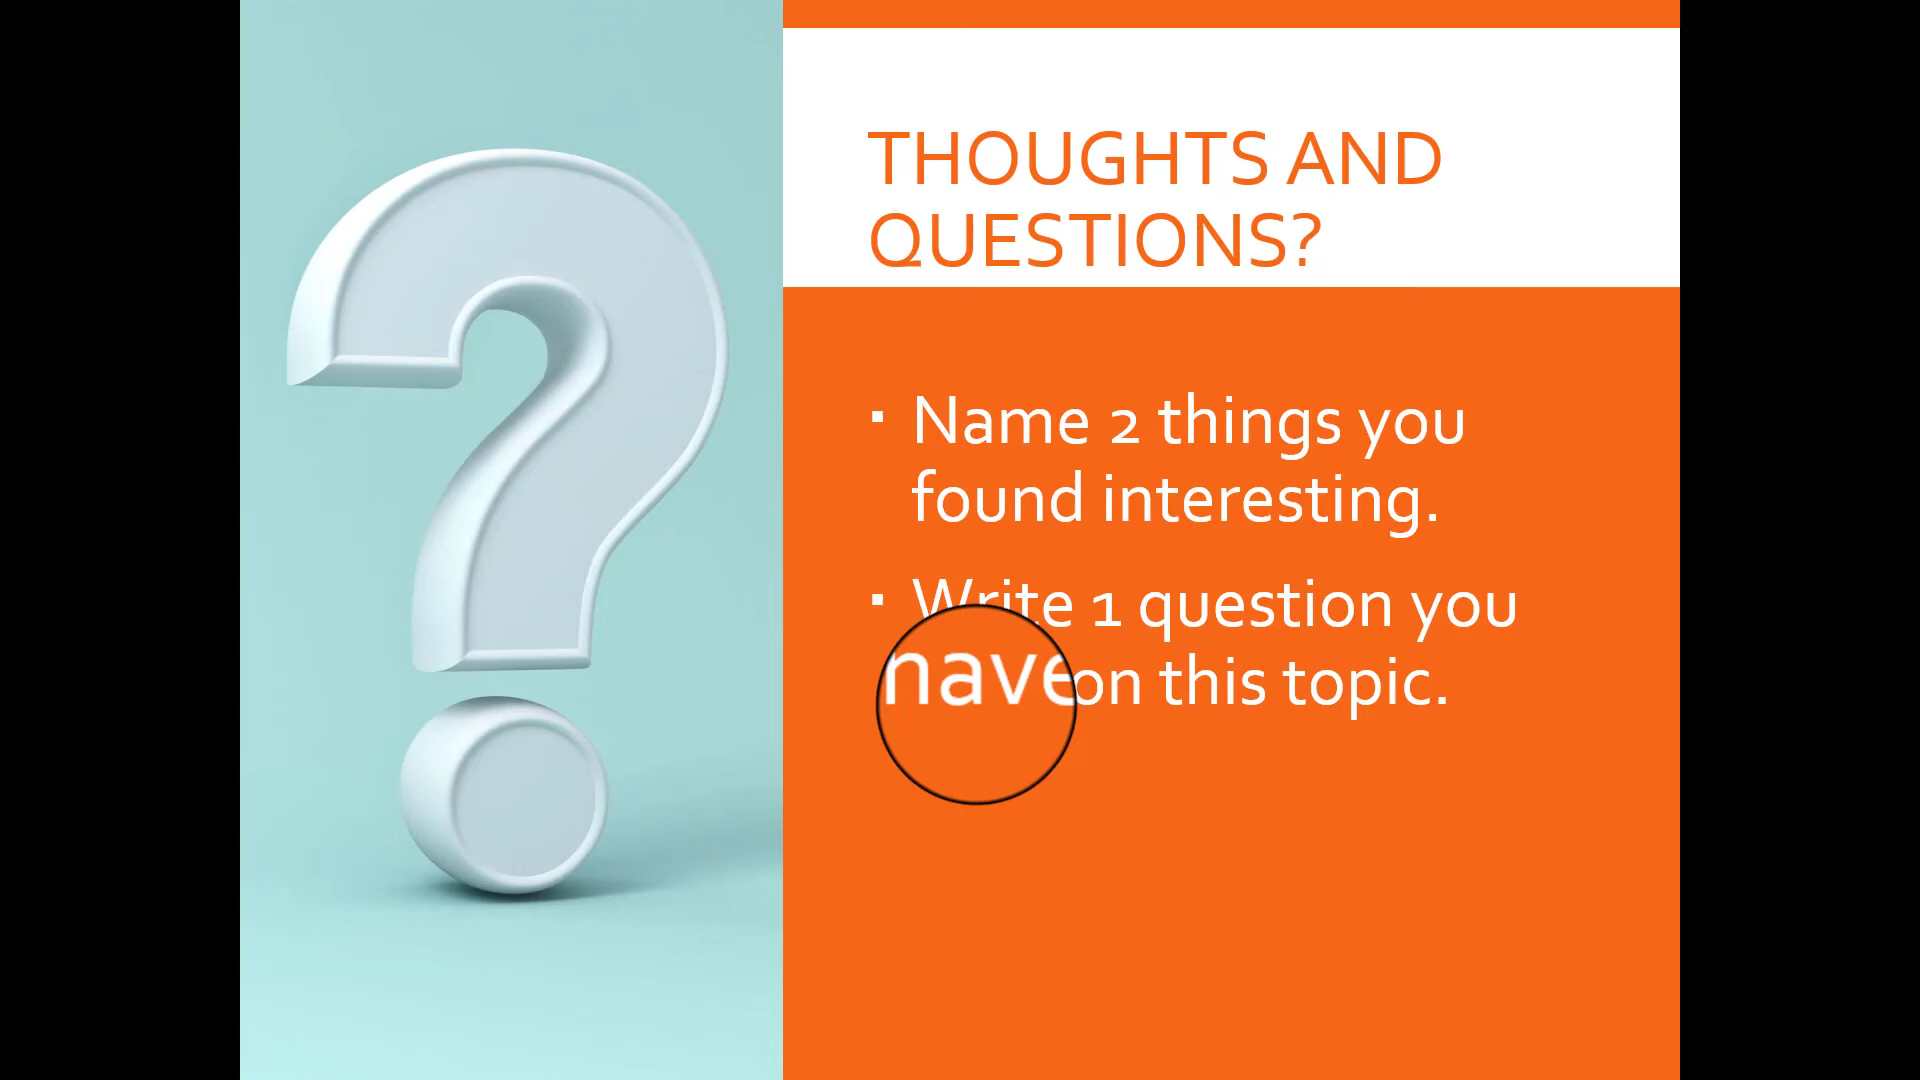 THOUGHTS AND
QUESTIONS?
▪ Name 2 things you
found interesting.
▪ Write 1 question you
have on this topic.